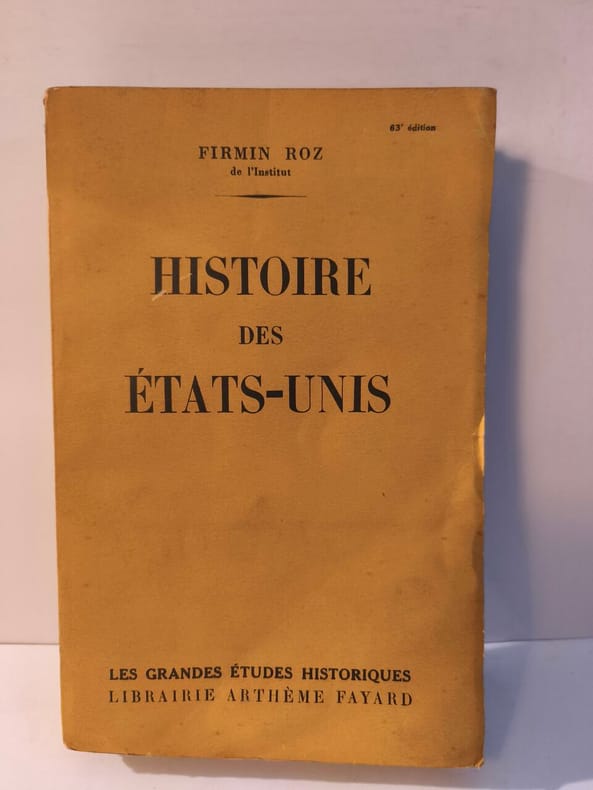 63e édition
FIRMIN ROZ
de l'Institut
HISTOIRE
DES
ÉTATS-UNIS
LES GRANDES ÉTUDES HISTORIQUES
LIBRAIRIE ARTHÈME FAYARD